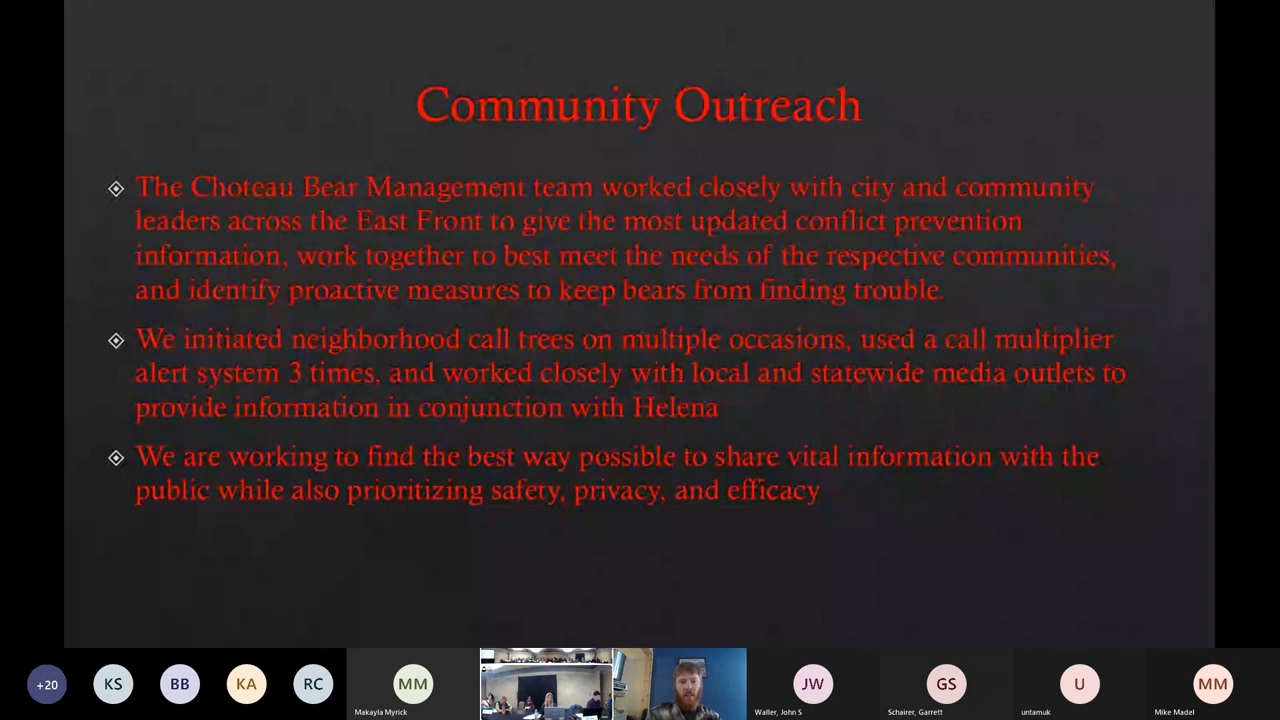 Community Outreach
The Choteau Bear Management team worked closely with city and community
leaders across the East Front to give the most updated conflict prevention
information, work together to best meet the needs of the respective communities,
and identify proactive measures to keep bears from finding trouble.
We initiated neighborhood call trees on multiple occasions, used a call multiplier
alert system 3 times, and worked closely with local and statewide media outlets to
provide information in conjunction with Helena
We are working to find the best way possible to share vital information with the
public while also prioritizing safety, privacy, and efficacy
+20
KS
BB
KA
RC
MM
JW
GS
U
MM
Makayla Myrick
Waller, John S
Schairer, Garrett
untamuk
Mike Madel